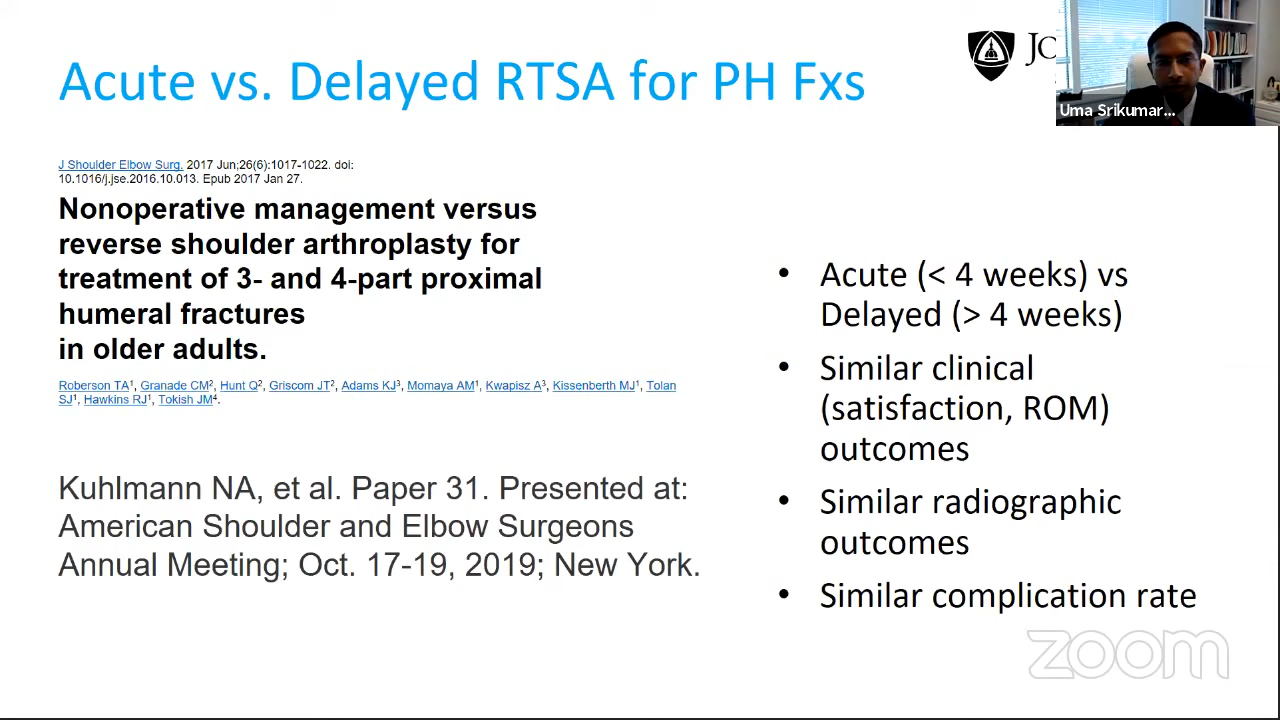 Acute vs. Delayed RTSA for PH Fxs
JC
Uma Srikumar...
J Shoulder Elbow Surg. 2017 Jun;26(6):1017-1022. doi:
10.1016/j.jse.2016.10.013. Epub 2017 Jan 27.
Nonoperative management versus
reverse shoulder arthroplasty for
treatment of 3- and 4-part proximal
humeral fractures
in older adults.
Roberson TA1, Granade CM2, Hunt Q2, Griscom JT2, Adams KJ3, Momaya AM1, Kwapisz A3, Kissenberth MJ1, Tolan
SJ1, Hawkins RJ1, Tokish JM4.
Kuhlmann NA, et al. Paper 31. Presented at:
American Shoulder and Elbow Surgeons
Annual Meeting; Oct. 17-19, 2019; New York.
• Acute (< 4 weeks) vs
Delayed (> 4 weeks)
• Similar clinical
(satisfaction, ROM)
outcomes
• Similar radiographic
outcomes
• Similar complication rate
zoom